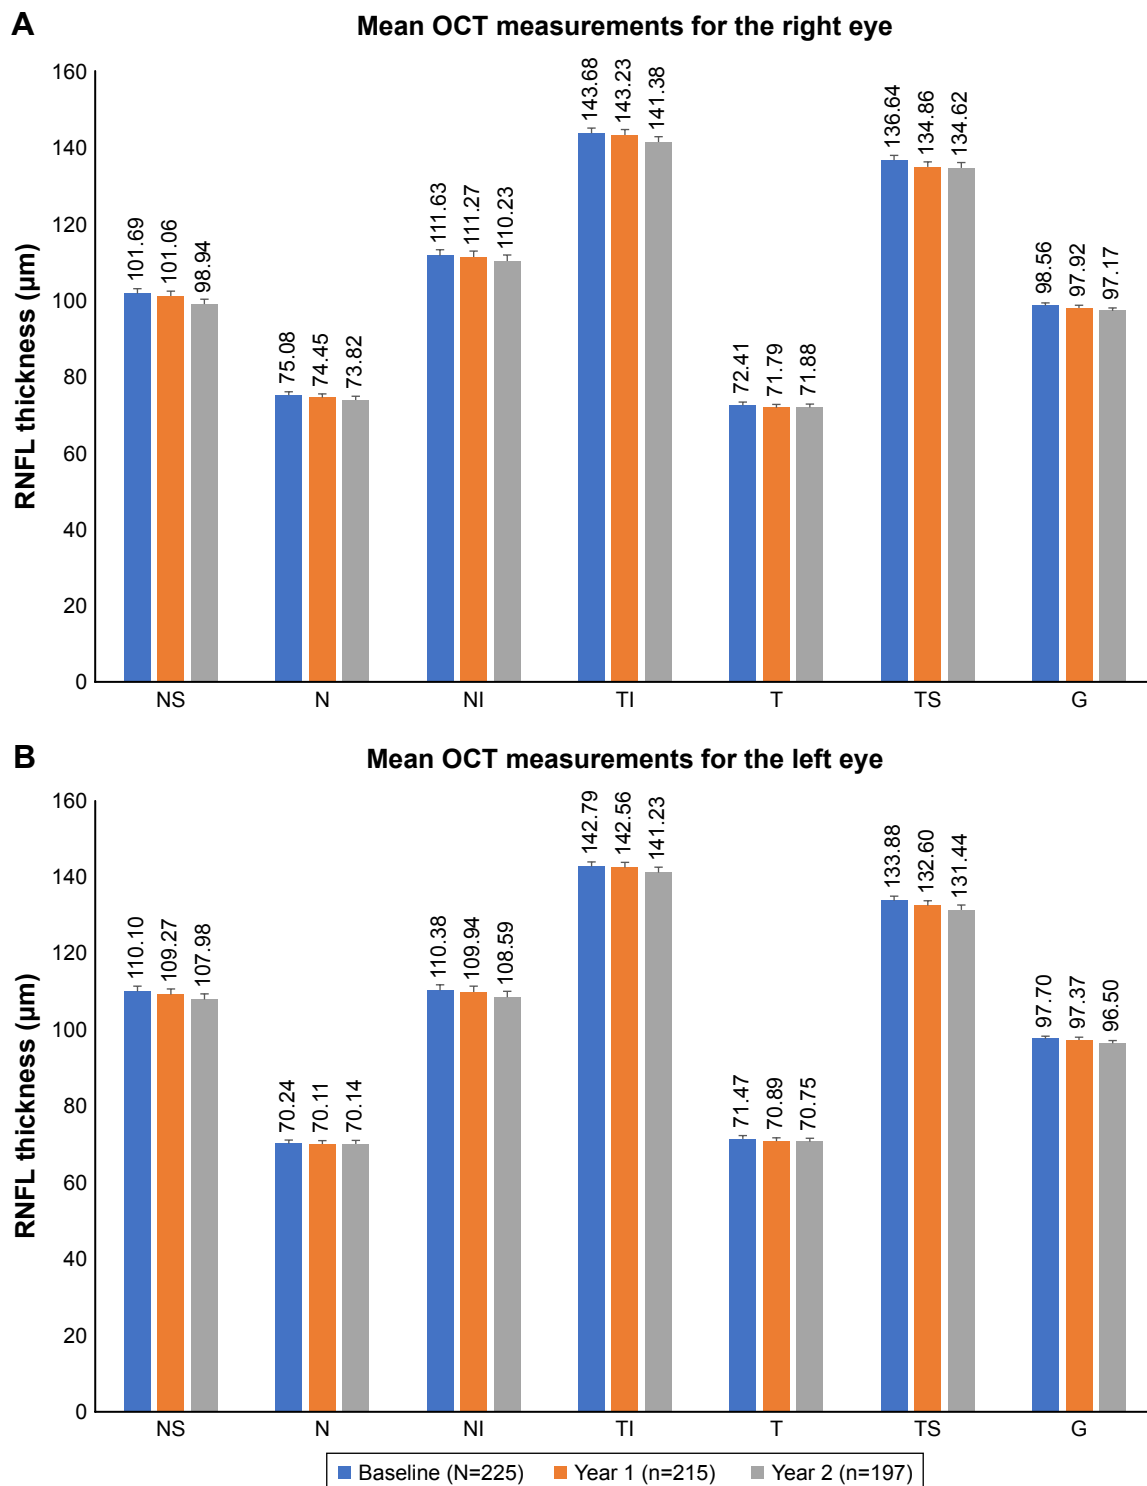 A
Mean OCT measurements for the right eye
RNFL thickness (μm)
160
140
120
100
80
60
40
20
0
101.69 101.06 98.94
75.08 74.45 73.82
111.63 111.27 110.23
143.68 143.23 141.38
72.41 71.79 71.88
136.64 134.86 134.62
98.56 97.92 97.17
NS N NI TI T TS G
B
Mean OCT measurements for the left eye
RNFL thickness (μm)
160
140
120
100
80
60
40
20
0
110.10 109.27 107.98
70.24 70.11 70.14
110.38 109.94 108.59
142.79 142.56 141.23
71.47 70.89 70.75
133.88 132.60 131.44
97.70 97.37 96.50
NS N NI TI T TS G
Baseline (N=225) Year 1 (n=215) Year 2 (n=197)